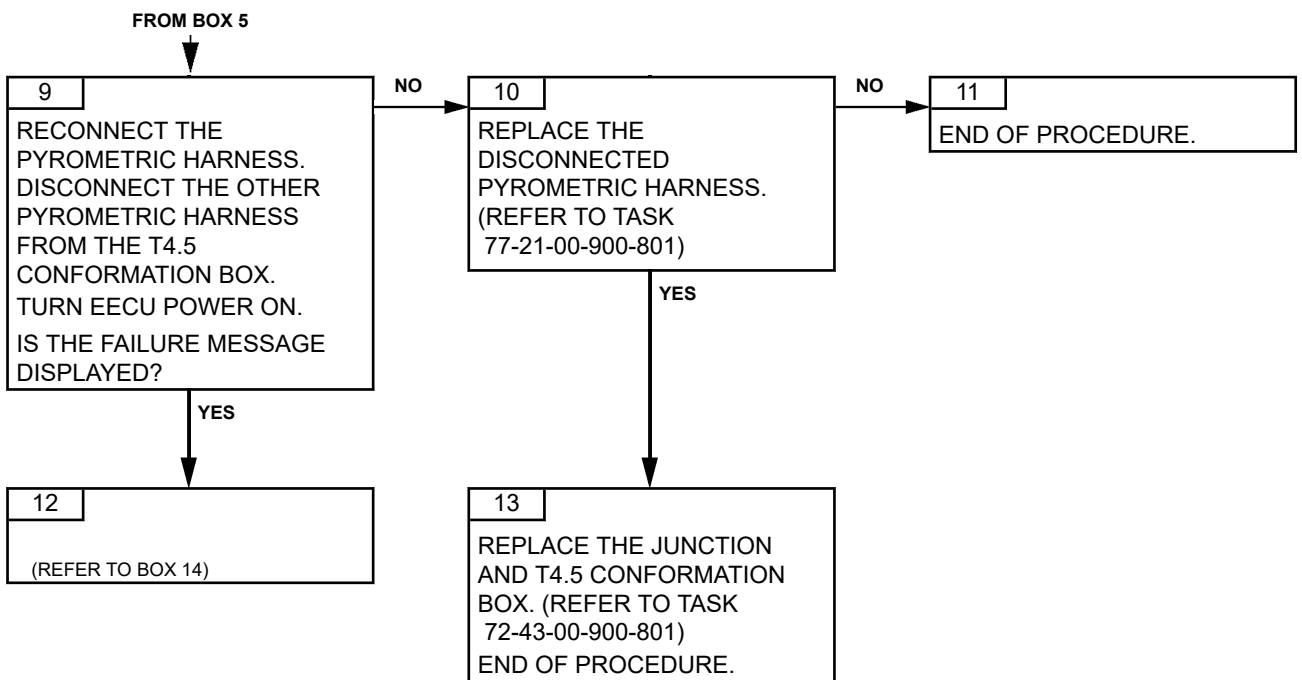 FROM BOX 5
9
RECONNECT THE
PYROMETRIC HARNESS.
DISCONNECT THE OTHER
PYROMETRIC HARNESS
FROM THE T4.5
CONFORMATION BOX.
TURN EECU POWER ON.
IS THE FAILURE MESSAGE
DISPLAYED?
NO
10
REPLACE THE
DISCONNECTED
PYROMETRIC HARNESS.
(REFER TO TASK
77-21-00-900-801)
NO
11
END OF PROCEDURE.
YES
YES
12
(REFER TO BOX 14)
13
REPLACE THE JUNCTION
AND T4.5 CONFORMATION
BOX. (REFER TO TASK
72-43-00-900-801)
END OF PROCEDURE.